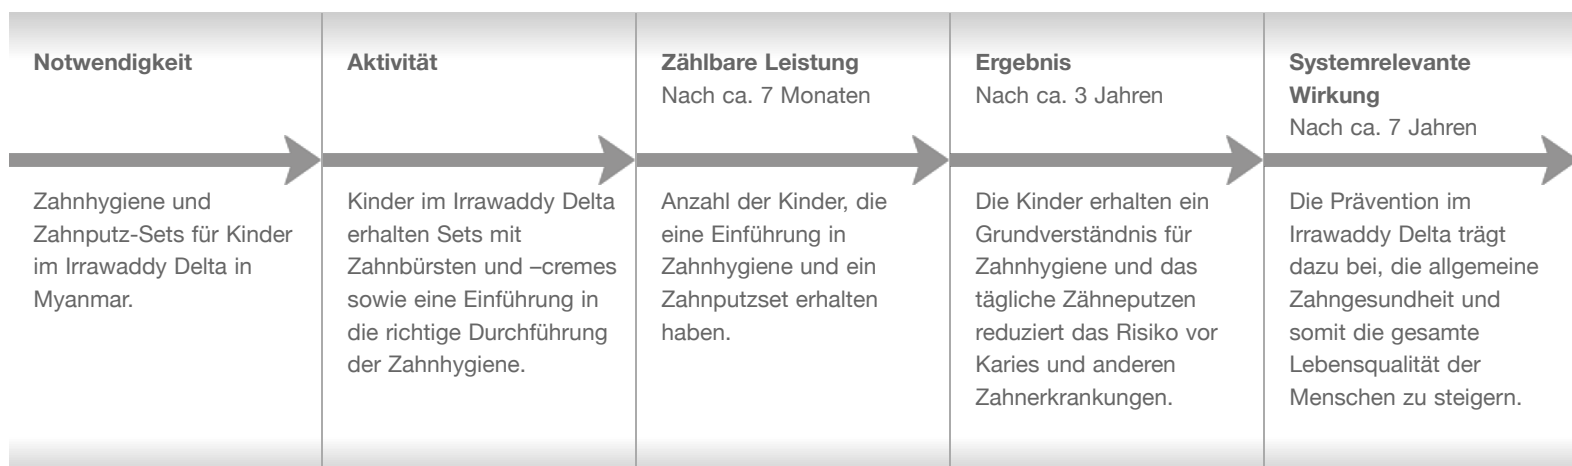 Notwendigkeit
Zahnhygiene und
Zahnputz-Sets für Kinder
im Irrawaddy Delta in
Myanmar.
Aktivität
Kinder im Irrawaddy Delta
erhalten Sets mit
Zahnbürsten und –cremes
sowie eine Einführung in
die richtige Durchführung
der Zahnhygiene.
Zählbare Leistung
Nach ca. 7 Monaten
Anzahl der Kinder, die
eine Einführung in
Zahnhygiene und ein
Zahnputzset erhalten
haben.
Ergebnis
Nach ca. 3 Jahren
Die Kinder erhalten ein
Grundverständnis für
Zahnhygiene und das
tägliche Zähneputzen
reduziert das Risiko vor
Karies und anderen
Zahnerkrankungen.
Systemrelevante
Wirkung
Nach ca. 7 Jahren
Die Prävention im
Irrawaddy Delta trägt
dazu bei, die allgemeine
Zahngesundheit und
somit die gesamte
Lebensqualität der
Menschen zu steigern.